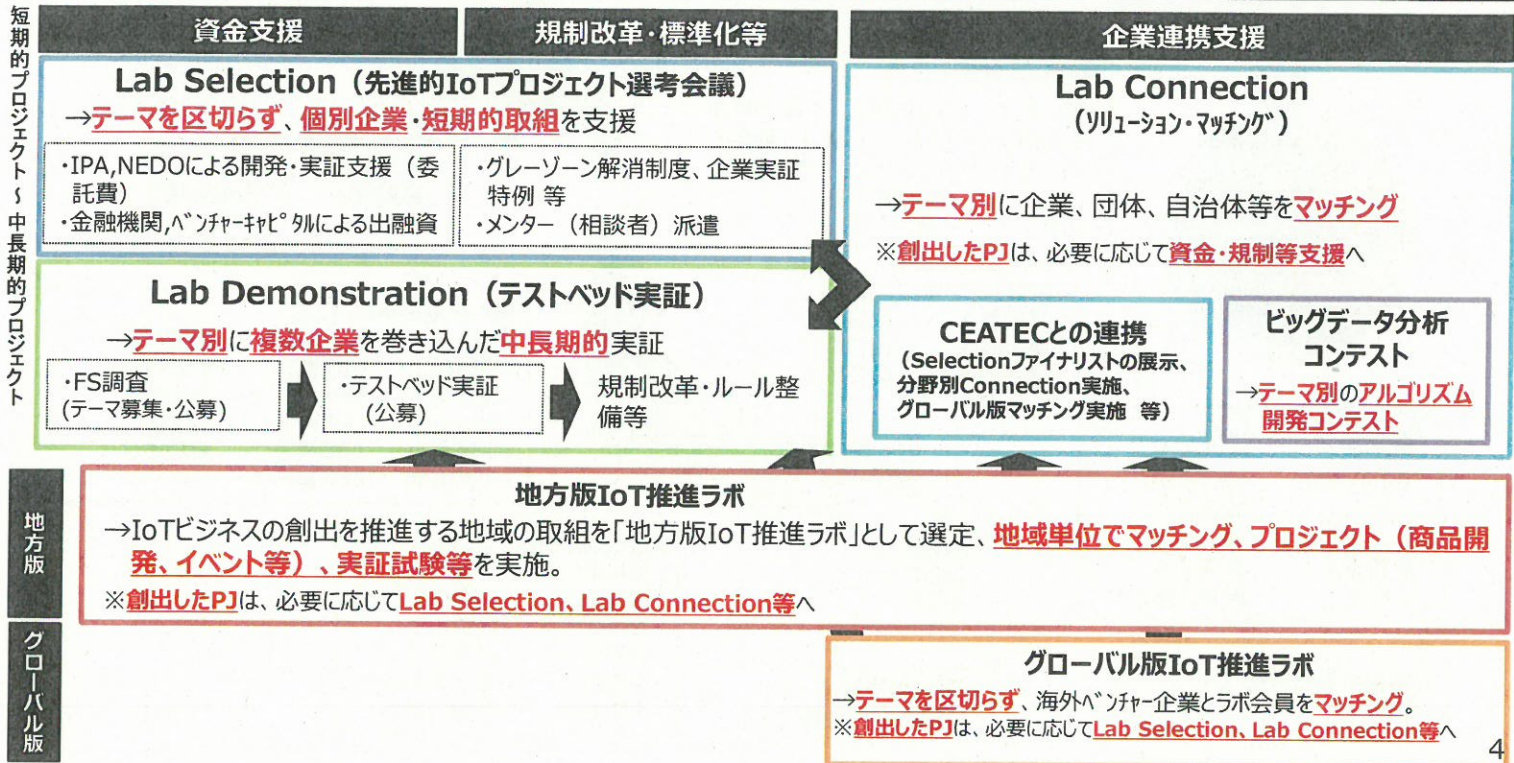 短期的プロジェクト ～ 中長期的プロジェクト
資金支援
規制改革・標準化等
企業連携支援
Lab Selection（先進的IoTプロジェクト選考会議）
→テーマを区切らず、個別企業・短期的取組を支援
・IPA,NEDOによる開発・実証支援（委
託費）
・金融機関,ﾍﾞﾝﾁｬｰｷｬﾋﾟﾀﾙによる出融資
・グレーゾーン解消制度、企業実証
特例 等
・メンター（相談者）派遣
Lab Demonstration（テストベッド実証）
→テーマ別に複数企業を巻き込んだ中長期的実証
・FS調査
(テーマ募集・公募)
・テストベッド実証
(公募)
規制改革・ルール整
備等
Lab Connection
(ｿﾘｭｰｼｮﾝ・ﾏｯﾁﾝｸﾞ)
→テーマ別に企業、団体、自治体等をマッチング
※創出したPJは、必要に応じて資金・規制等支援へ
CEATECとの連携
（Selectionファイナリストの展示、
分野別Connection実施、
グローバル版マッチング実施 等）
ビッグデータ分析
コンテスト
→テーマ別のアルゴリズム
開発コンテスト
地方版
地方版IoT推進ラボ
→IoTビジネスの創出を推進する地域の取組を「地方版IoT推進ラボ」として選定、地域単位でマッチング、プロジェクト（商品開
発、イベント等）、実証試験等を実施。
※創出したPJは、必要に応じてLab Selection、Lab Connection等へ
グローバル版
グローバル版IoT推進ラボ
→テーマを区切らず、海外ﾍﾞﾝﾁｬｰ企業とラボ会員をマッチング。
※創出したPJは、必要に応じてLab Selection、Lab Connection等へ
4